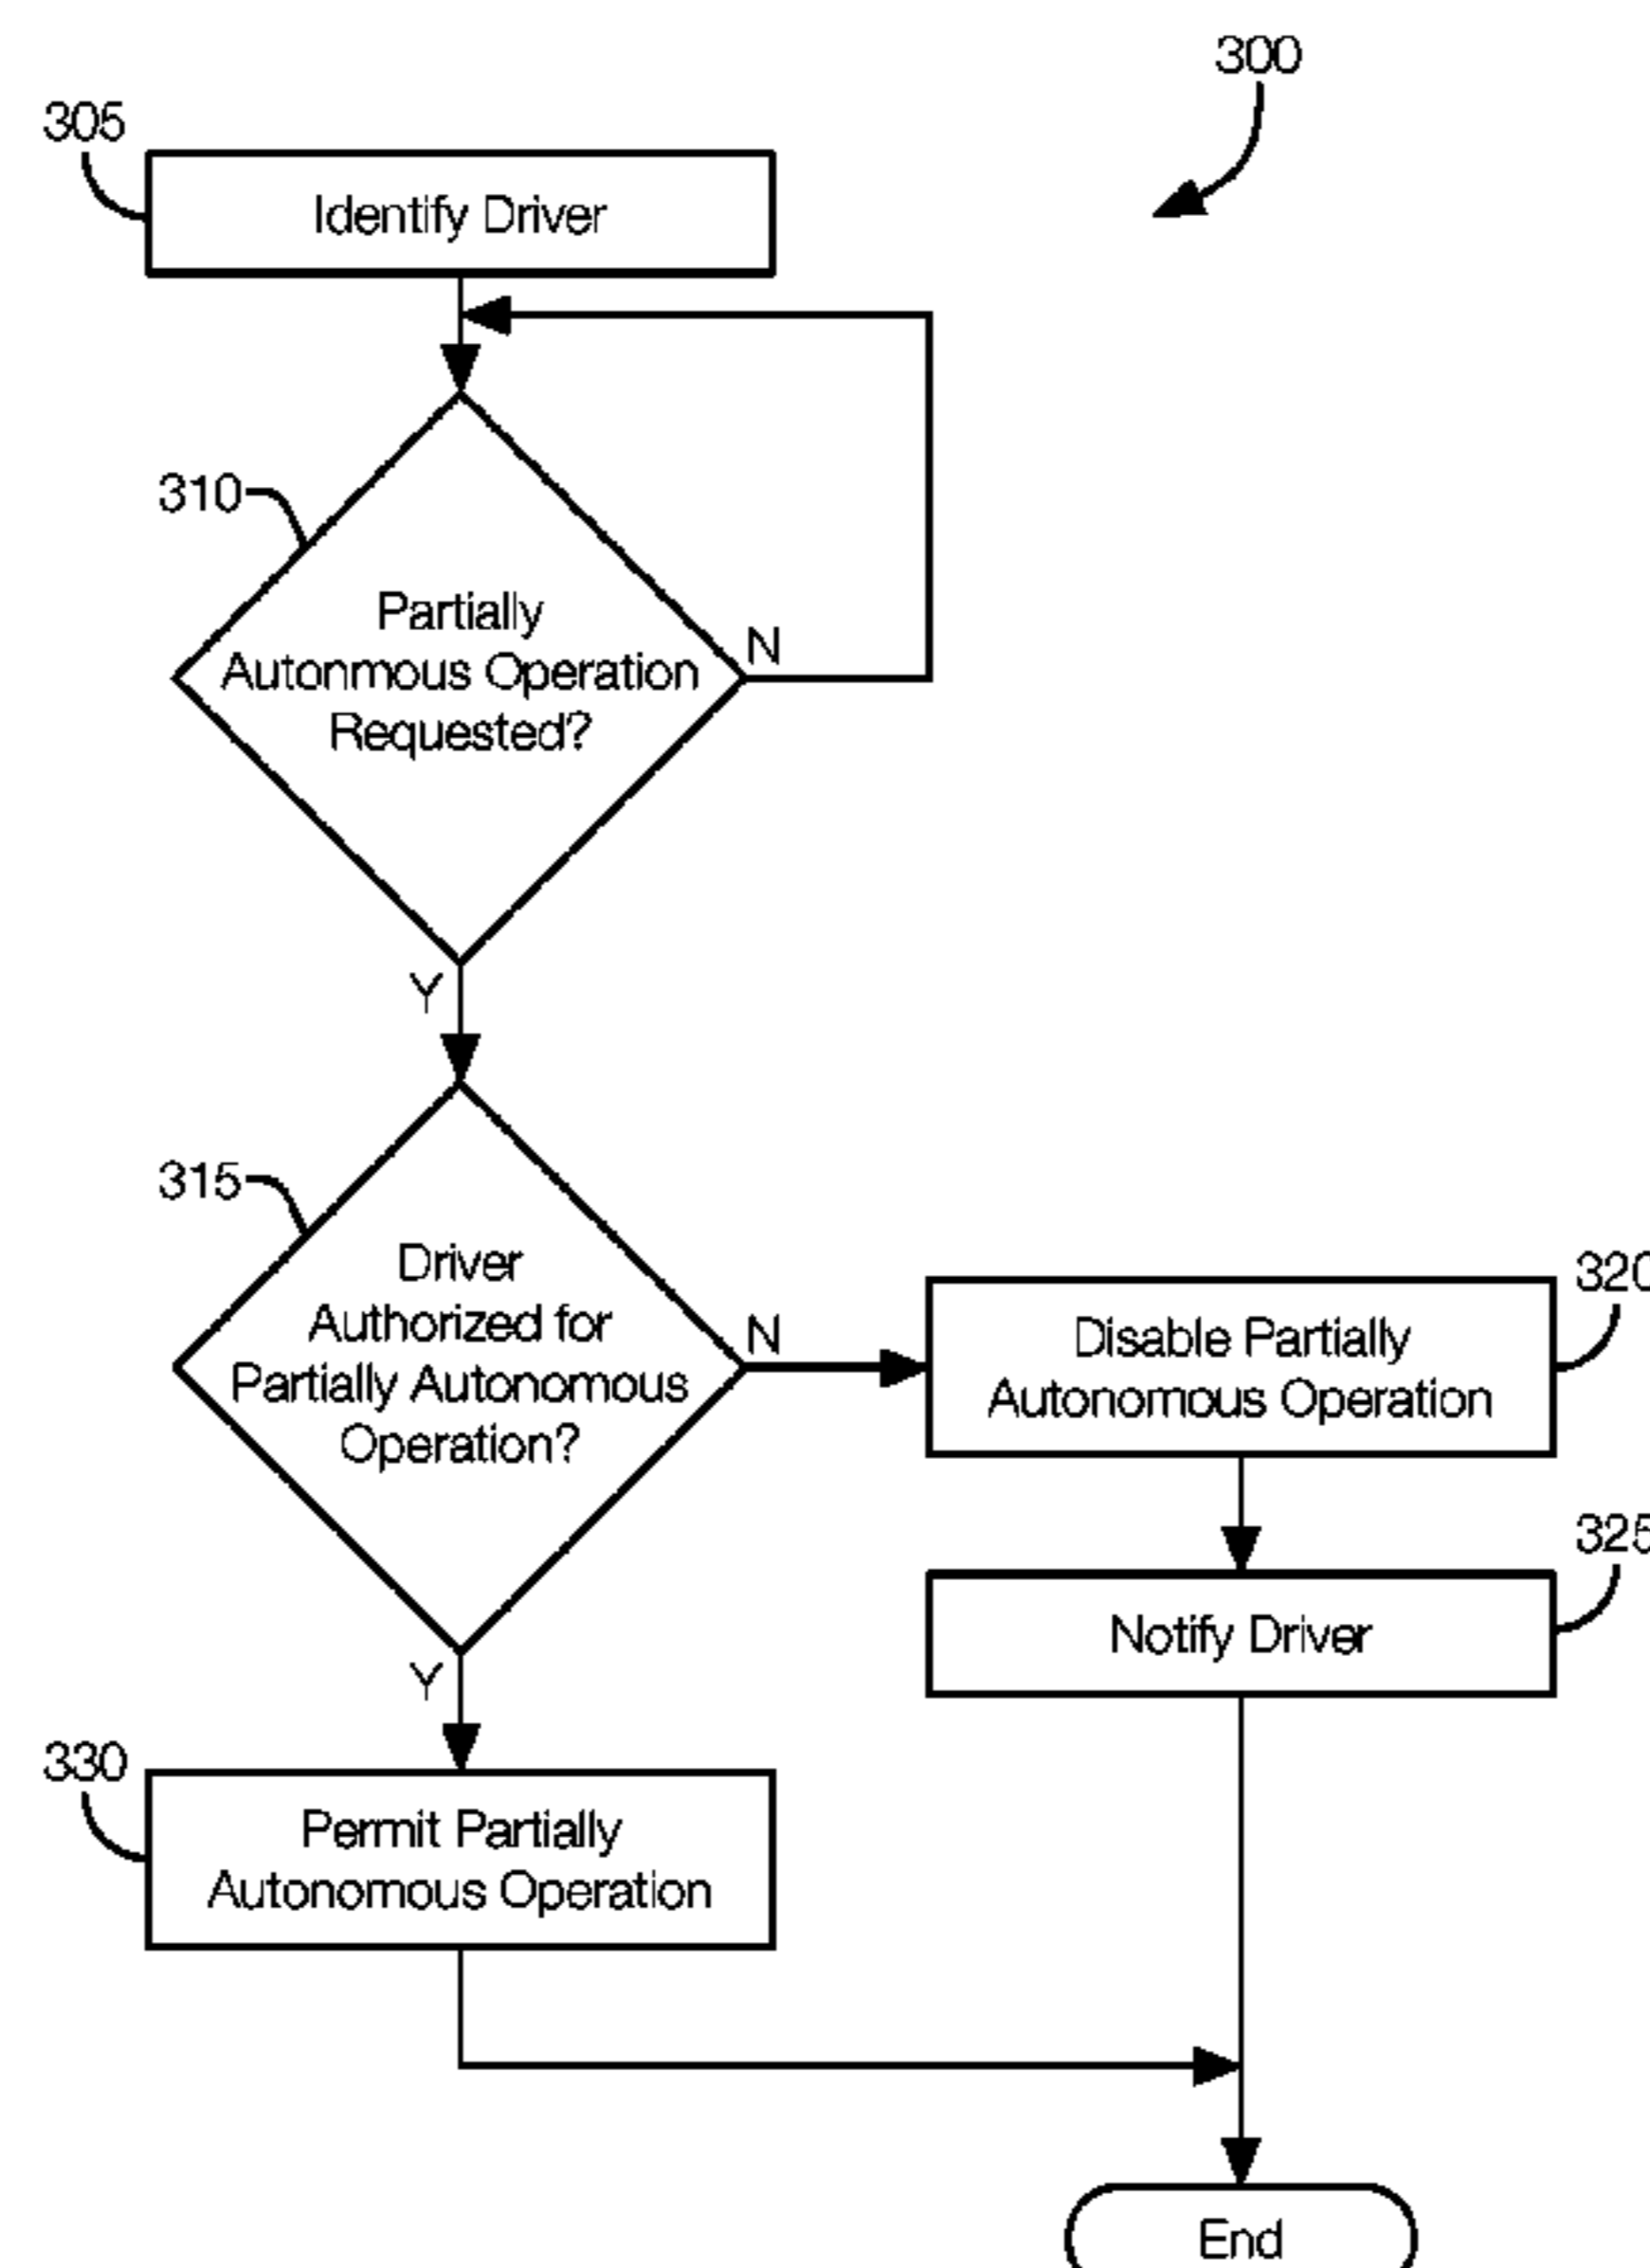 300
305
Identify Driver
310
Partially
Autonmous Operation
Requested?
N
Y
315
Driver
Authorized for
Partially Autonomous
Operation?
N
Y
320
Disable Partially
Autonomous Operation
325
Notify Driver
330
Permit Partially
Autonomous Operation
End